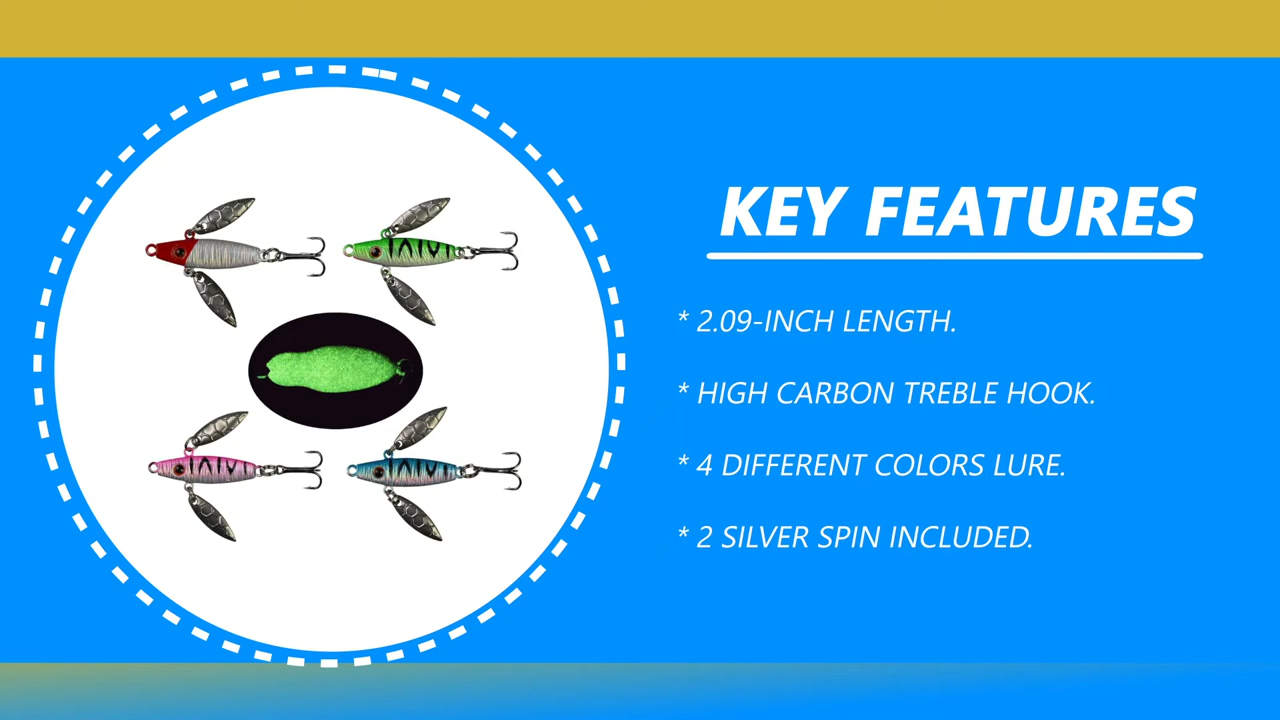 KEY FEATURES
* 2.09-INCH LENGTH.
* HIGH CARBON TREBLE HOOK.
* 4 DIFFERENT COLORS LURE.
* 2 SILVER SPIN INCLUDED.